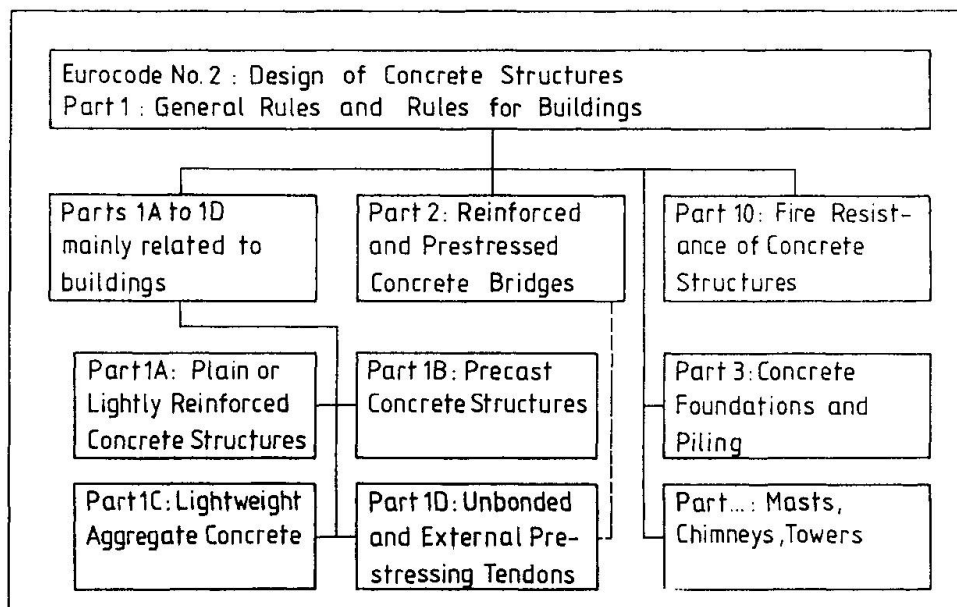 Eurocode No. 2 : Design of Concrete Structures
Part 1 : General Rules and Rules for Buildings
Parts 1A to 1D
mainly related to
buildings
Part 2: Reinforced
and Prestressed
Concrete Bridges
Part 10: Fire Resist-
ance of Concrete
Structures
Part 1A: Plain or
Lightly Reinforced
Concrete Structures
Part 1B: Precast
Concrete Structures
Part 3: Concrete
Foundations and
Piling
Part 1C: Lightweight
Aggregate Concrete
Part 1D: Unbonded
and External Pre-
stressing Tendons
Part...: Masts,
Chimneys, Towers